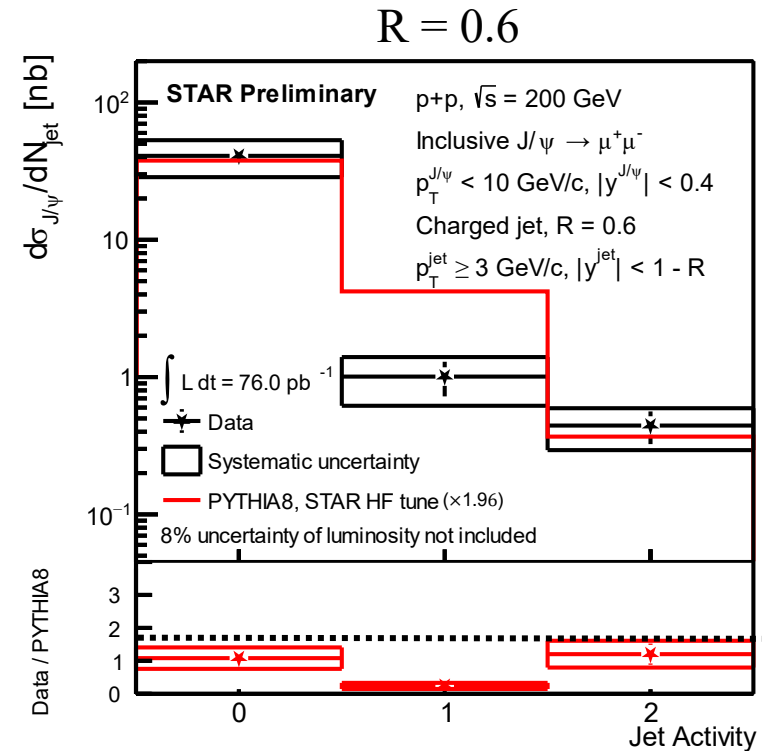 R = 0.6
STAR Preliminary
p+p, √s = 200 GeV
Inclusive J/ψ → μ⁺μ⁻
p_T^{J/ψ} < 10 GeV/c, |y^{J/ψ}| < 0.4
Charged jet, R = 0.6
p_T^{jet} ≥ 3 GeV/c, |y^{jet}| < 1 - R
dσ_{J/ψ}/dN_{jet} [nb]
10²
10
1
10⁻¹
∫ L dt = 76.0 pb⁻¹
Data
Systematic uncertainty
PYTHIA8, STAR HF tune (×1.96)
8% uncertainty of luminosity not included
Data / PYTHIA8
3
2
1
0
0 1 2
Jet Activity